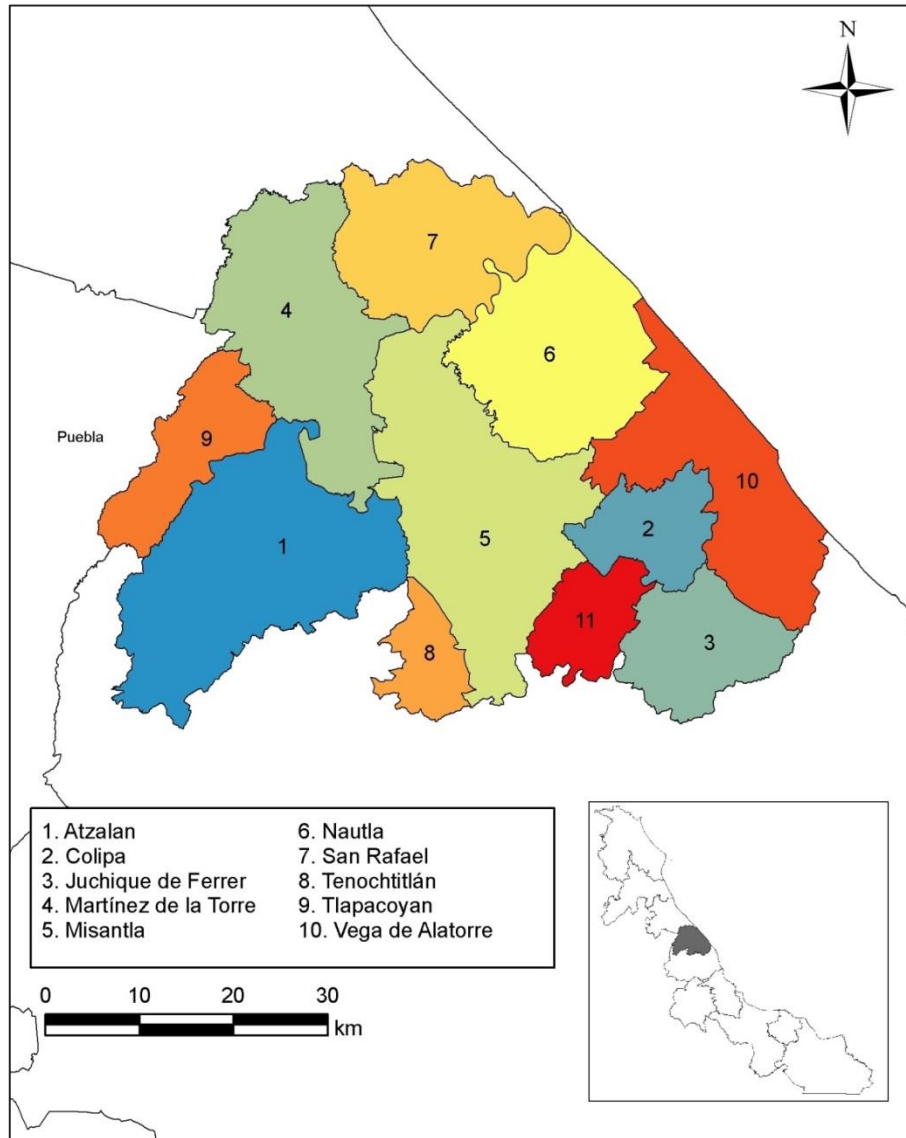 N
7
4
6
9
Puebla
10
1
5
2
11
8
3
1. Atzalan
2. Colipa
3. Juchique de Ferrer
4. Martínez de la Torre
5. Misantla
6. Nautla
7. San Rafael
8. Tenochtitlán
9. Tlapacoyan
10. Vega de Alatorre
0 10 20 30
km